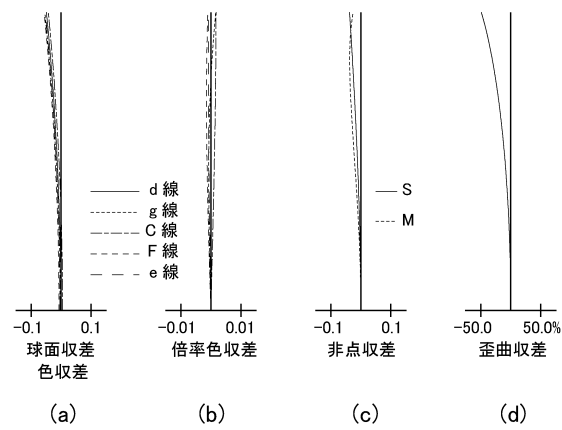 d 線
g 線
C 線
F 線
e 線
S
M
-0.1 0.1
球面収差
色収差
(a)
-0.01 0.01
倍率色収差
(b)
-0.1 0.1
非点収差
(c)
-50.0 50.0%
歪曲収差
(d)